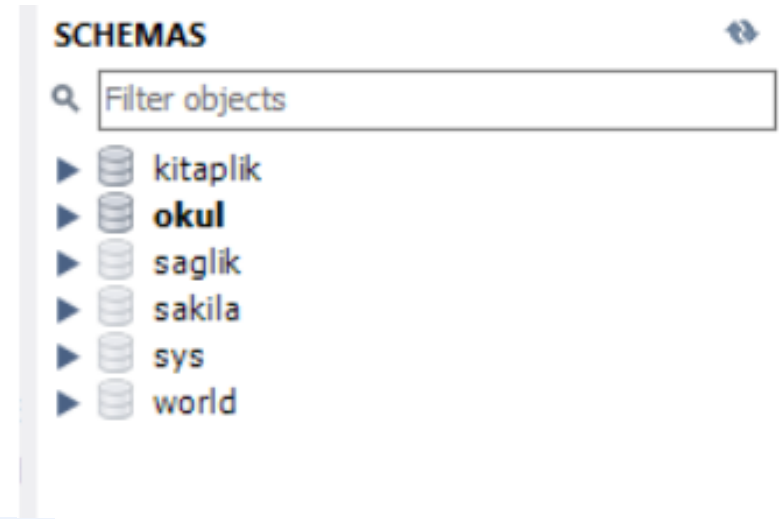 SCHEMAS
Filter objects
kitaplik
okul
saglik
sakila
sys
world